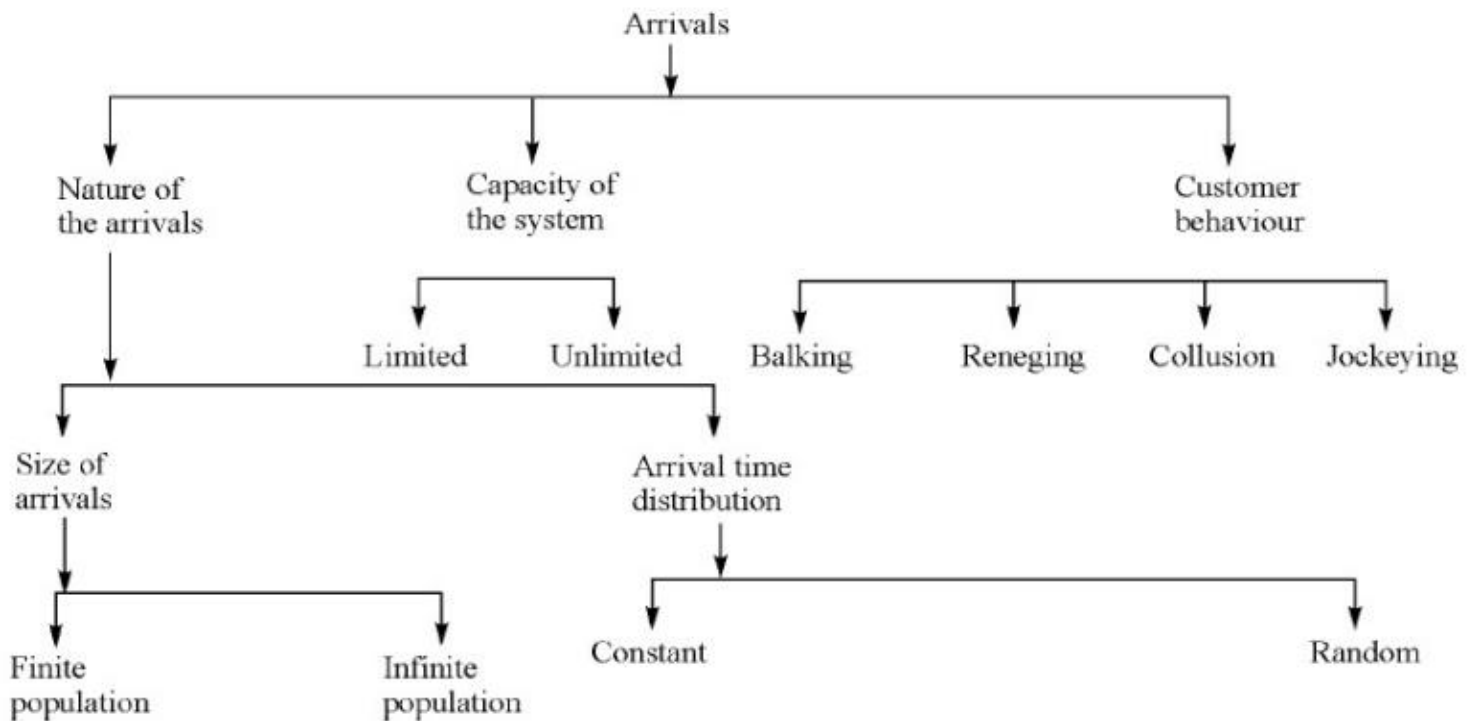 Arrivals
Nature of
the arrivals
Capacity of
the system
Customer
behaviour
Limited
Unlimited
Balking
Reneging
Collusion
Jockeying
Size of
arrivals
Arrival time
distribution
Finite
population
Infinite
population
Constant
Random